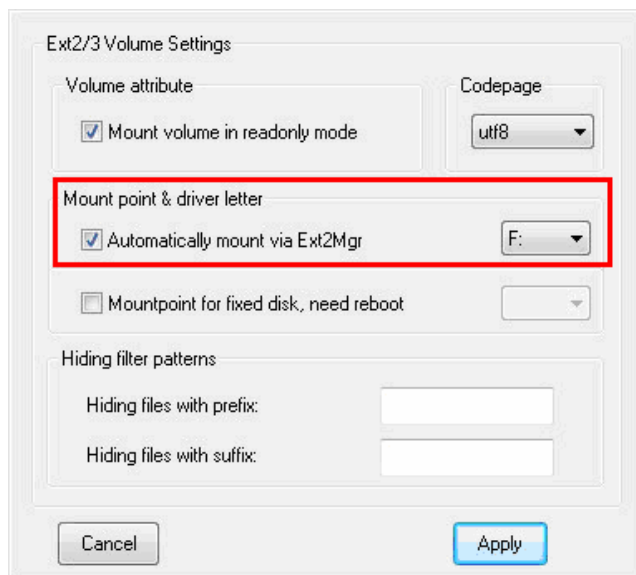 Ext2/3 Volume Settings
Volume attribute
Codepage
Mount volume in readonly mode
utf8
Mount point & driver letter
Automatically mount via Ext2Mgr
F:
Mountpoint for fixed disk, need reboot
Hiding filter patterns
Hiding files with prefix:
Hiding files with suffix:
Cancel
Apply